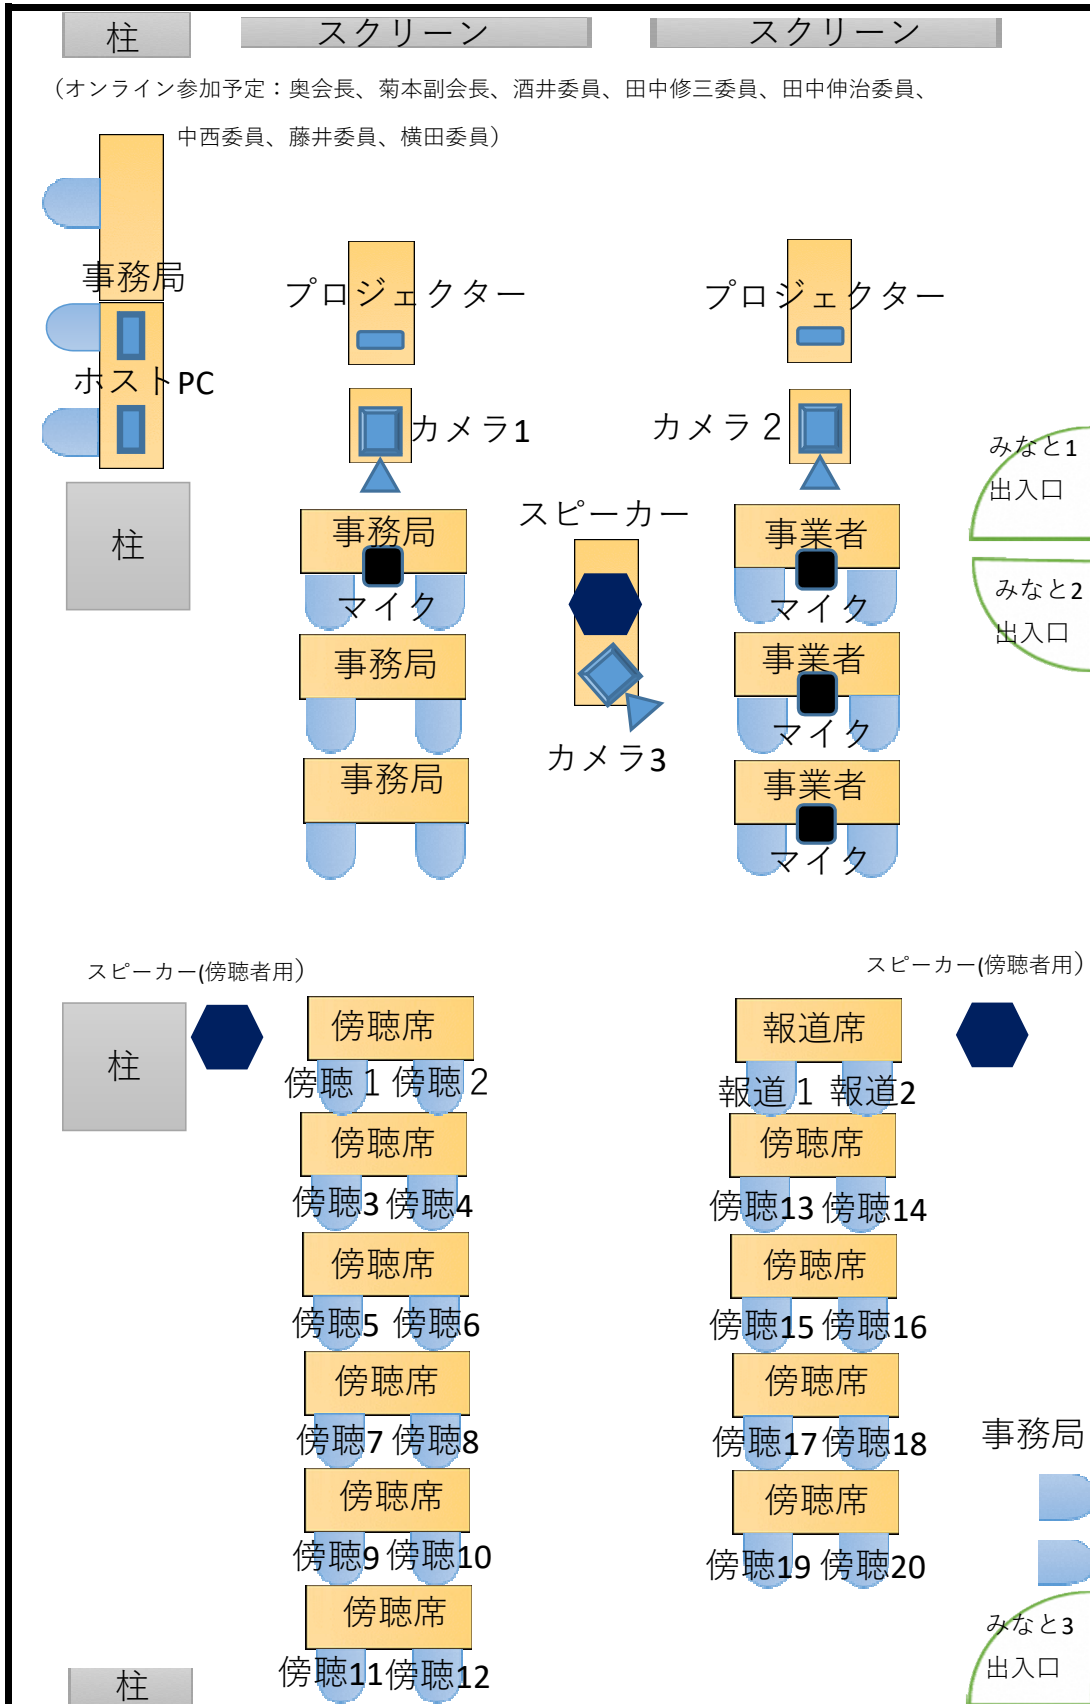 柱
スクリーン
スクリーン
（オンライン参加予定：奥会長、菊本副会長、酒井委員、田中修三委員、田中伸治委員、
中西委員、藤井委員、横田委員）
事務局
プロジェクター
プロジェクター
ホストPC
カメラ1
カメラ２
みなと1
出入口
スピーカー
柱
事務局
事業者
マイク
マイク
みなと2
出入口
事務局
事業者
マイク
カメラ3
事務局
事業者
マイク
スピーカー(傍聴者用）
スピーカー(傍聴者用）
柱
傍聴席
報道席
傍聴１ 傍聴２
報道１ 報道2
傍聴席
傍聴席
傍聴3 傍聴4
傍聴13 傍聴14
傍聴席
傍聴席
傍聴5 傍聴6
傍聴15 傍聴16
傍聴席
傍聴席
傍聴7 傍聴8
傍聴17 傍聴18
事務局
傍聴席
傍聴席
傍聴9 傍聴10
傍聴19 傍聴20
傍聴席
みなと3
出入口
傍聴11 傍聴12
柱